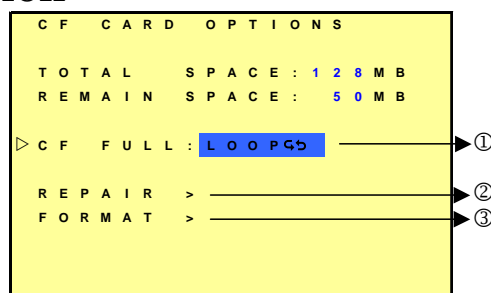 CF CARD OPTIONS
TOTAL SPACE:128MB
REMAIN SPACE: 50MB
▷CF FULL:LOOP ①
REPAIR > ②
FORMAT > ③